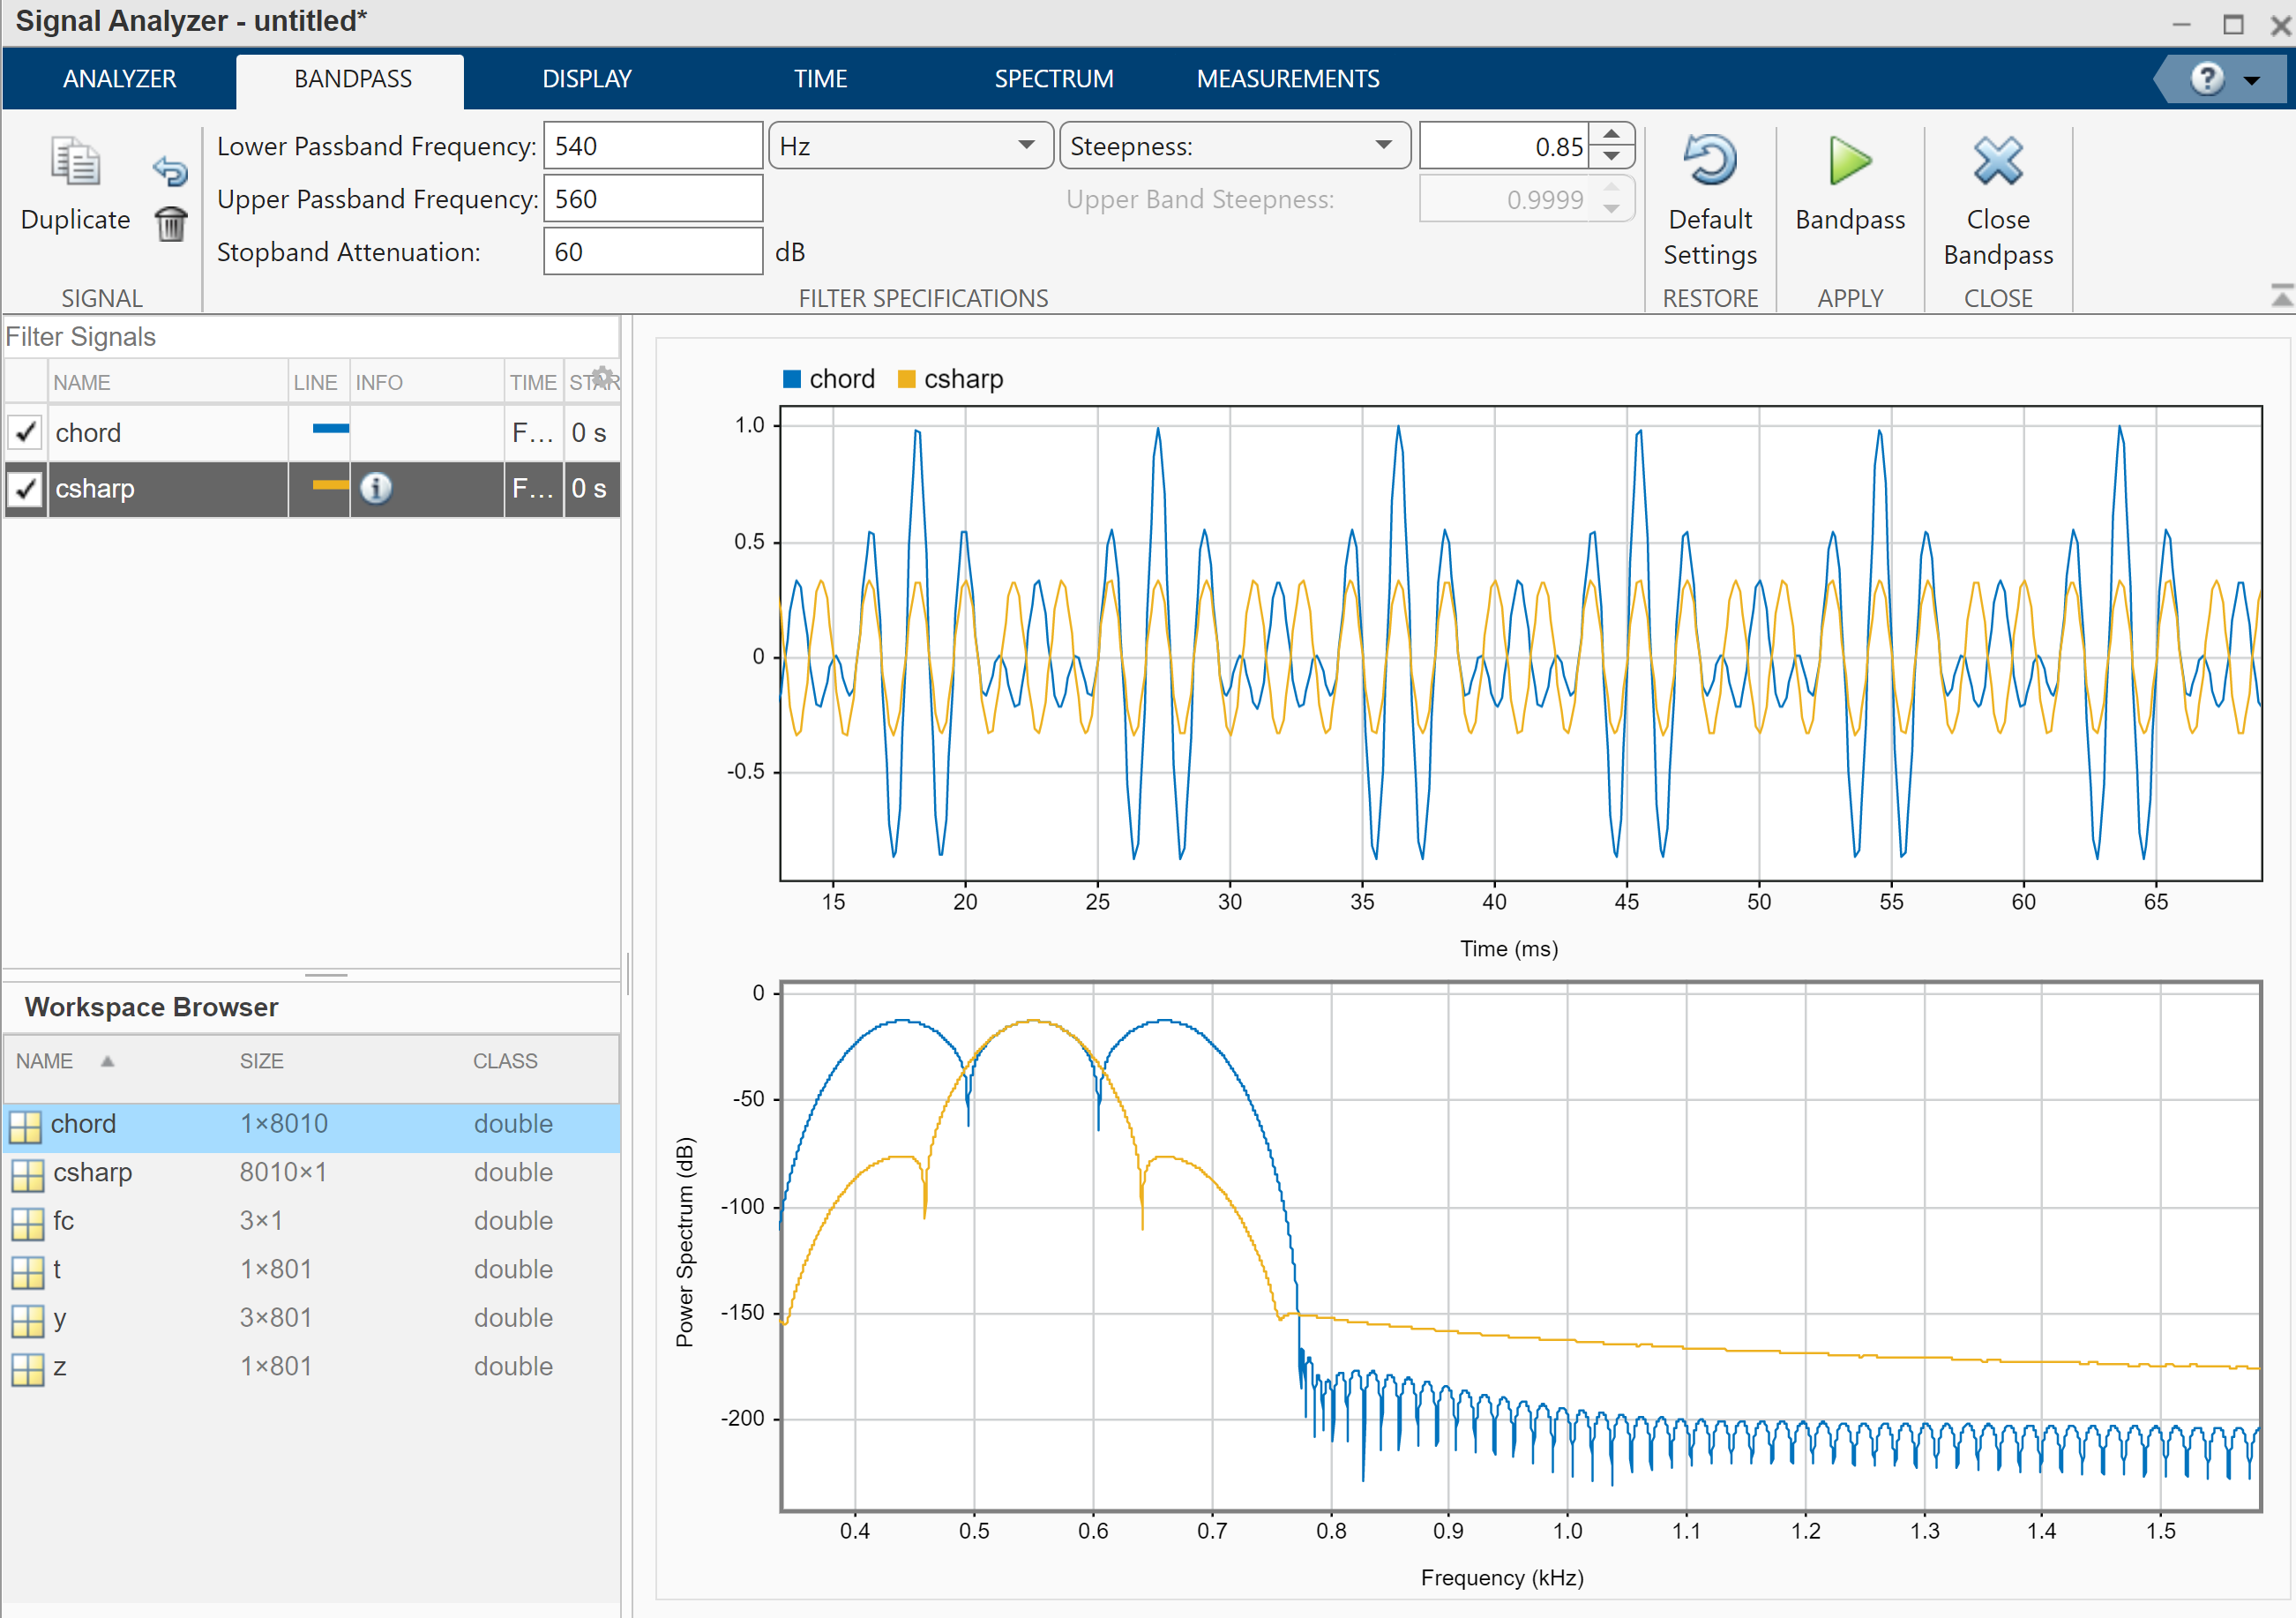 Signal Analyzer - untitled*
ANALYZER BANDPASS DISPLAY TIME SPECTRUM MEASUREMENTS ?
Duplicate
SIGNAL
Lower Passband Frequency: 540 Hz Steepness: 0.85
Upper Passband Frequency: 560 Upper Band Steepness: 0.9999
Stopband Attenuation: 60 dB
FILTER SPECIFICATIONS
Default
Settings
RESTORE
Bandpass
APPLY
Close
Bandpass
CLOSE
Filter Signals
NAME LINE INFO TIME STAR
chord F... 0 s
csharp i F... 0 s
Workspace Browser
NAME SIZE CLASS
chord 1×8010 double
csharp 8010×1 double
fc 3×1 double
t 1×801 double
y 3×801 double
z 1×801 double
chord csharp
1.0
0.5
0
-0.5
15 20 25 30 35 40 45 50 55 60 65
Time (ms)
Power Spectrum (dB)
0
-50
-100
-150
-200
0.4 0.5 0.6 0.7 0.8 0.9 1.0 1.1 1.2 1.3 1.4 1.5
Frequency (kHz)